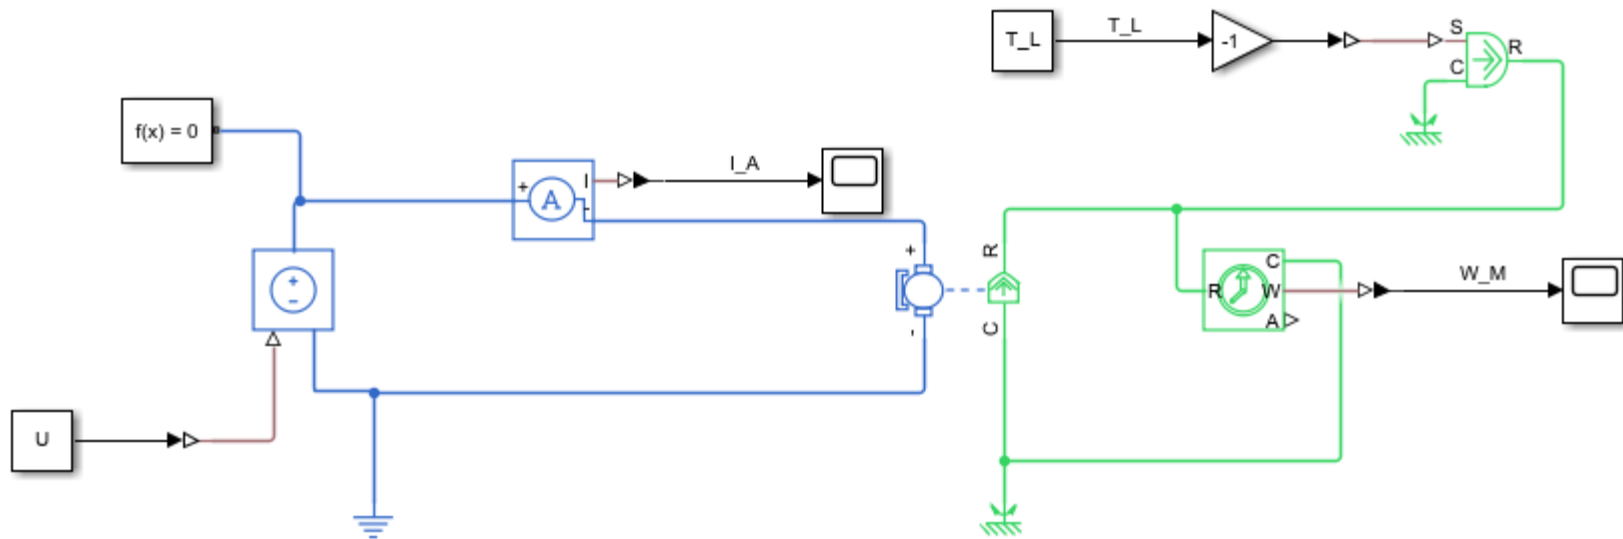 T_L
T_L
-1
S
C
R
f(x) = 0
+
A
I
-
I_A
+
-
+
-
R
C
R
C
W
A
W_M
U